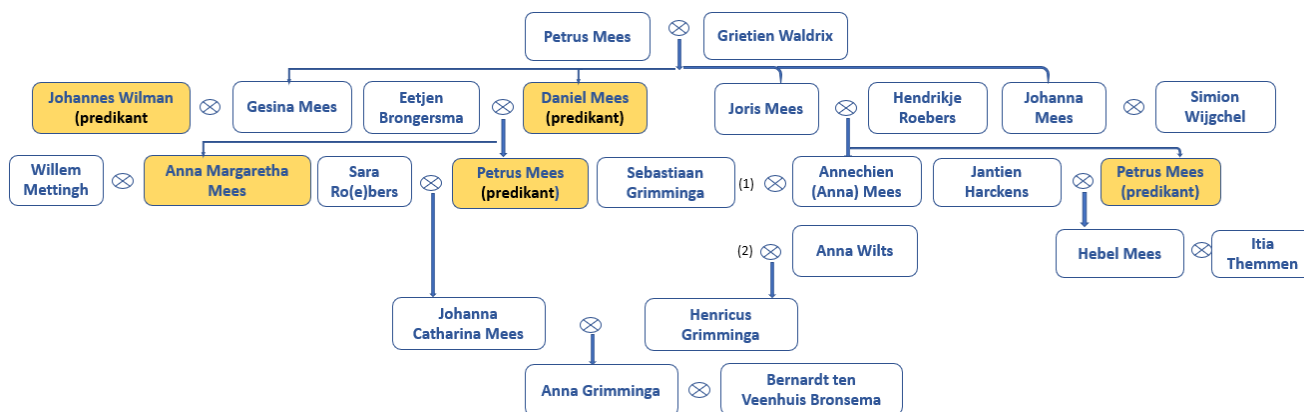 Petrus Mees
Grietien Waldrix
Johannes Wilman
(predikant
Gesina Mees
Eetjen
Brongersma
Daniel Mees
(predikant)
Joris Mees
Hendrikje
Roebers
Johanna
Mees
Simion
Wijgchel
Willem
Mettingh
Anna Margaretha
Mees
Sara
Ro(e)bers
Petrus Mees
(predikant)
Sebastiaan
Grimminga
(1)
Annechien
(Anna) Mees
Jantien
Harckens
Petrus Mees
(predikant)
(2)
Anna Wilts
Hebel Mees
Itia
Themmen
Johanna
Catharina Mees
Henricus
Grimminga
Anna Grimminga
Bernardt ten
Veenhuis Bronsema